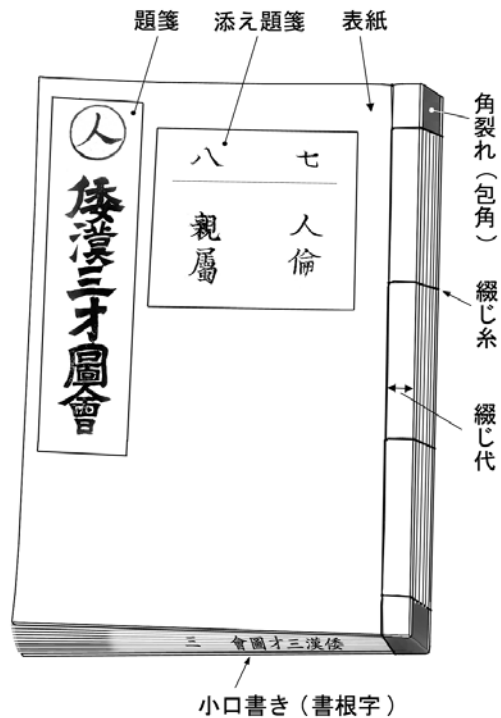 題箋
添え題箋
表紙
角裂れ（包角）
綴じ糸
綴じ代
人
倭漢三才圖會
七 人倫
八 親屬
倭漢三才圖會 三
小口書き（書根字）